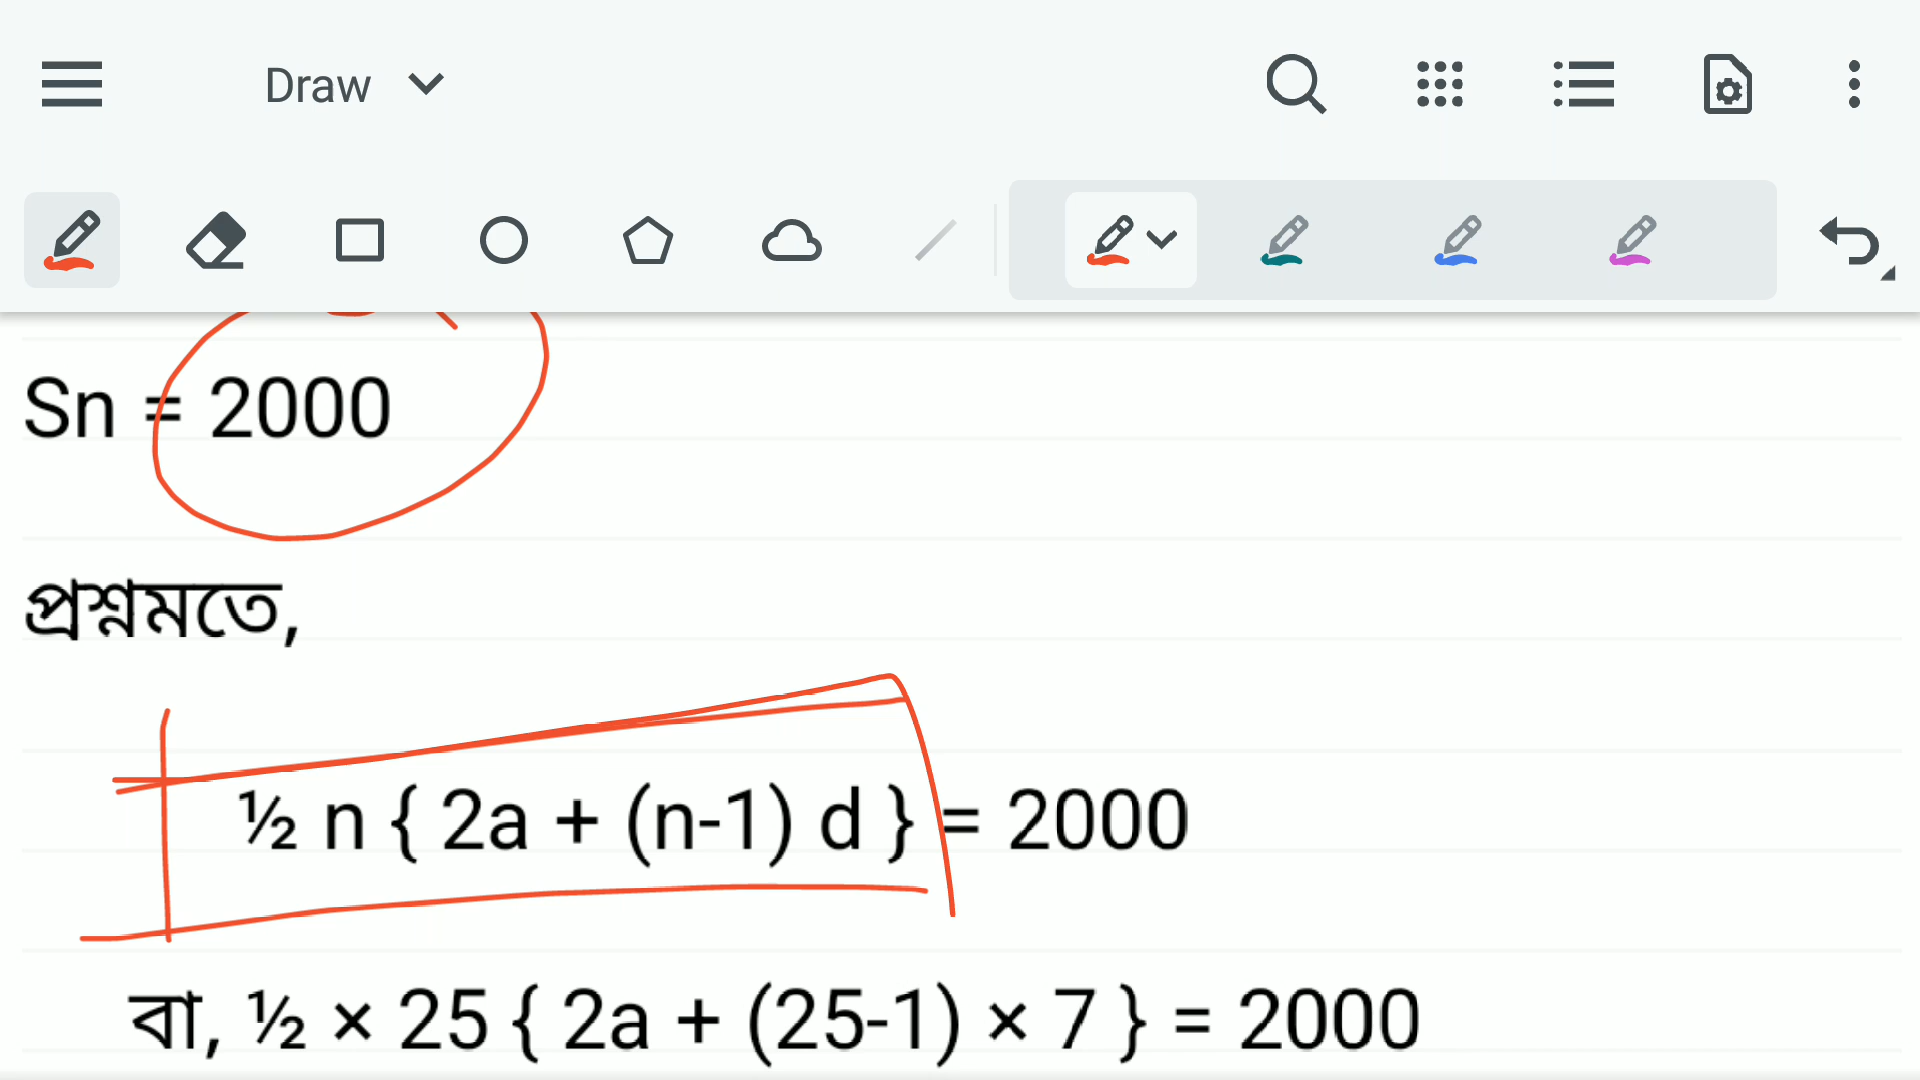 Draw
Sn = 2000
প্রশ্নমতে,
½ n { 2a + (n-1) d } = 2000
বা, ½ × 25 { 2a + (25-1) × 7 } = 2000